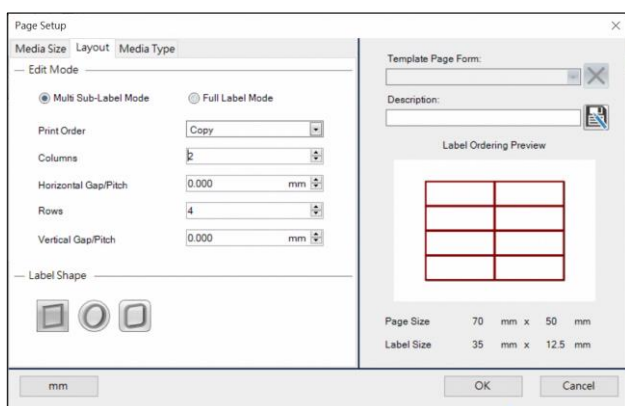 Page Setup
Media Size Layout Media Type
Edit Mode
Multi Sub-Label Mode Full Label Mode
Print Order Copy
Columns 2
Horizontal Gap/Pitch 0.000 mm
Rows 4
Vertical Gap/Pitch 0.000 mm
Label Shape
Template Page Form:
Description:
Label Ordering Preview
Page Size 70 mm x 50 mm
Label Size 35 mm x 12.5 mm
mm OK Cancel